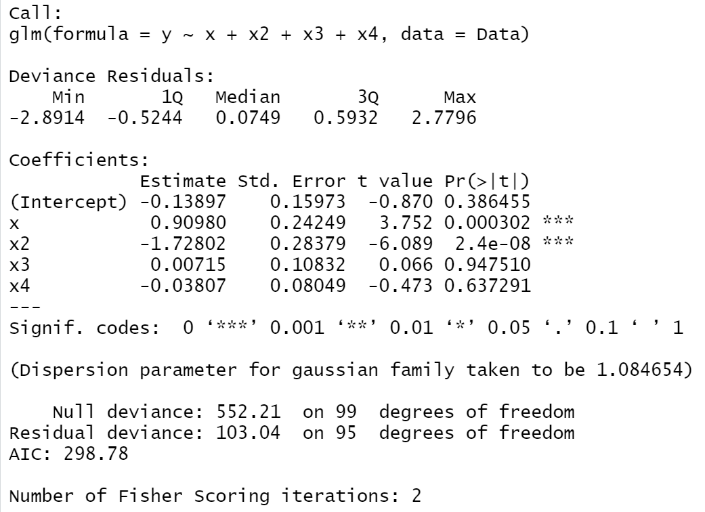 Call:
glm(formula = y ~ x + x2 + x3 + x4, data = Data)
Deviance Residuals:
Min 1Q Median 3Q Max
-2.8914 -0.5244 0.0749 0.5932 2.7796
Coefficients:
Estimate Std. Error t value Pr(>|t|)
(Intercept) -0.13897 0.15973 -0.870 0.386455
x 0.90980 0.24249 3.752 0.000302 ***
x2 -1.72802 0.28379 -6.089 2.4e-08 ***
x3 0.00715 0.10832 0.066 0.947510
x4 -0.03807 0.08049 -0.473 0.637291
---
Signif. codes: 0 ‘***’ 0.001 ‘**’ 0.01 ‘*’ 0.05 ‘.’ 0.1 ‘ ’ 1
(Dispersion parameter for gaussian family taken to be 1.084654)
Null deviance: 552.21 on 99 degrees of freedom
Residual deviance: 103.04 on 95 degrees of freedom
AIC: 298.78
Number of Fisher Scoring iterations: 2